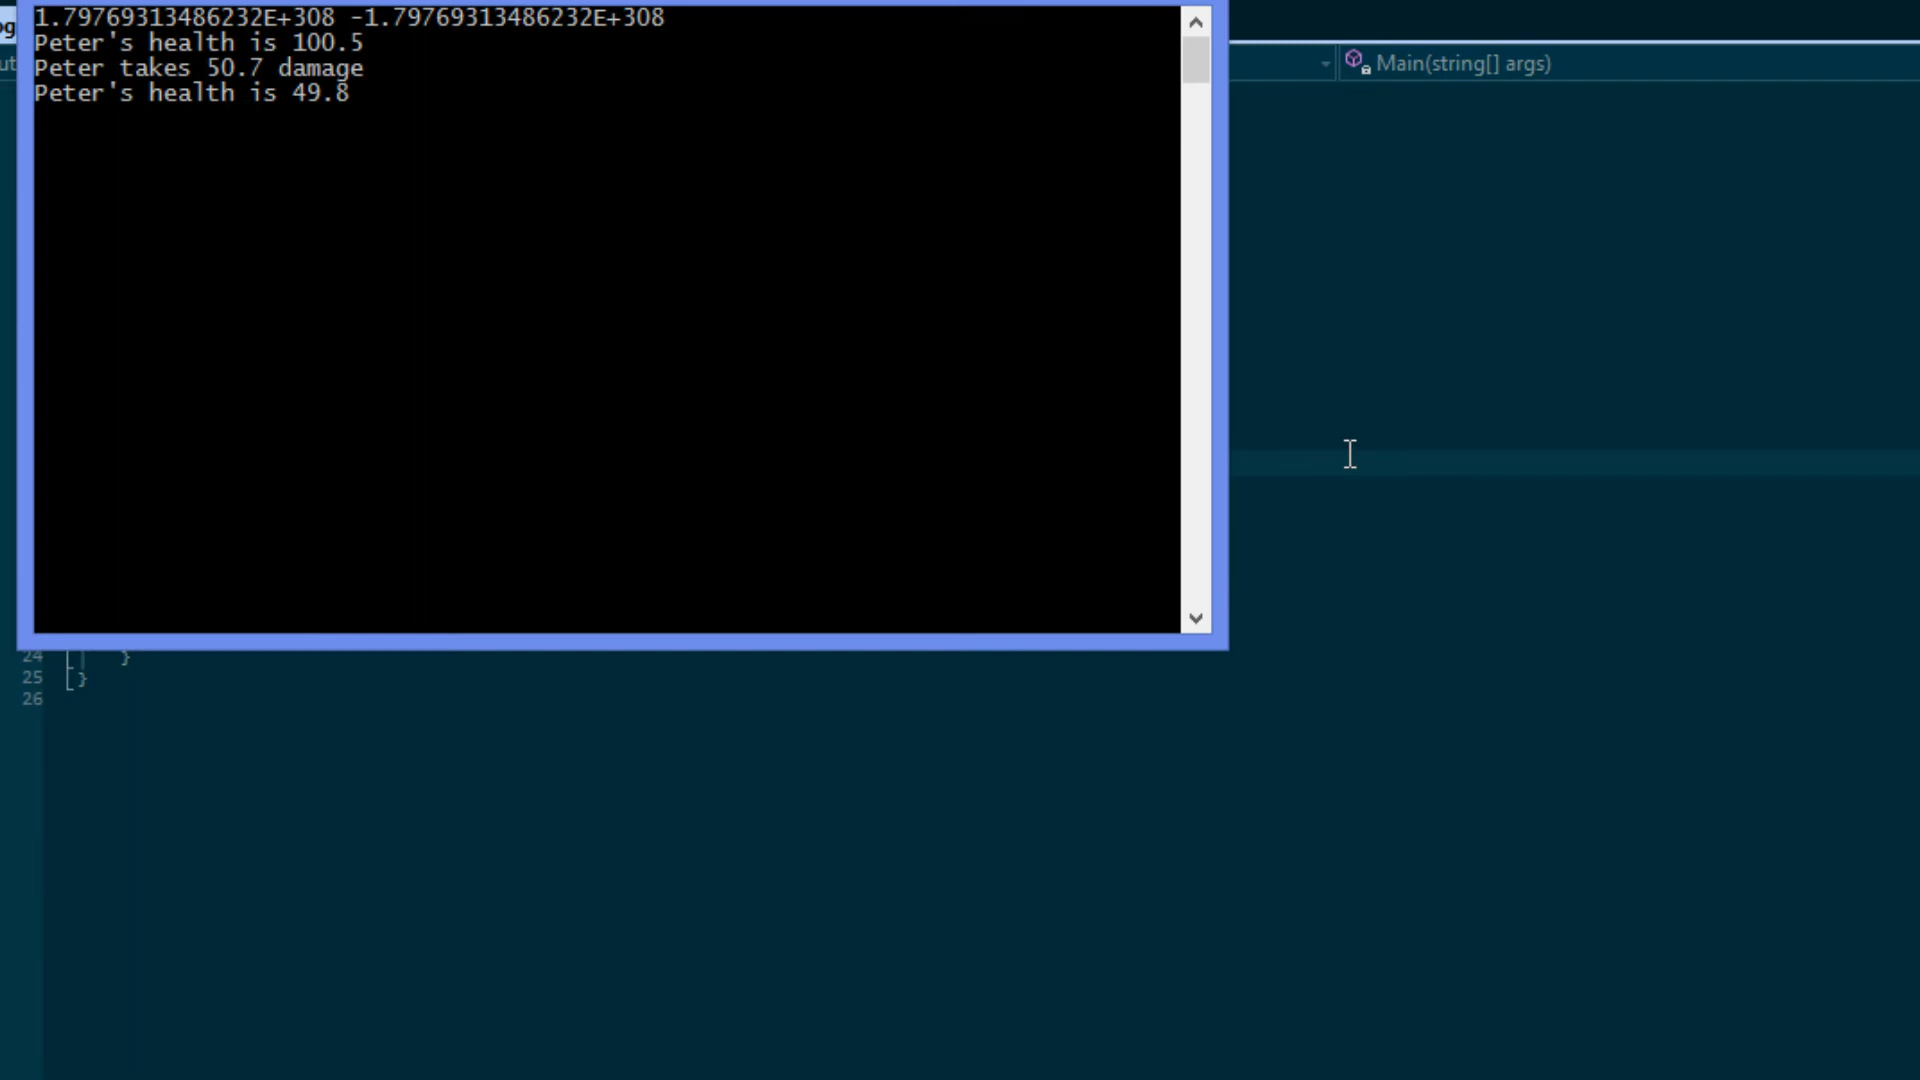 1.79769313486232E+308 -1.79769313486232E+308
Peter's health is 100.5
Peter takes 50.7 damage
Peter's health is 49.8
Main(string[] args)
24 }
25 }
26